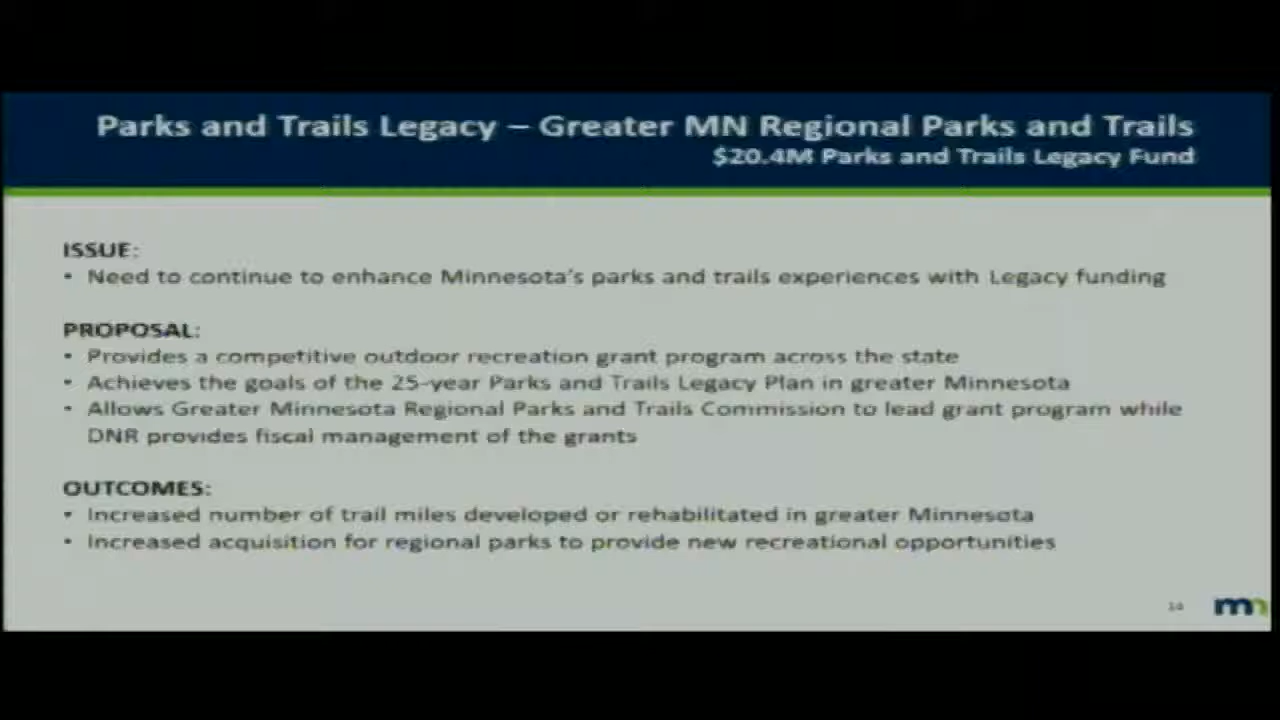 Parks and Trails Legacy – Greater MN Regional Parks and Trails
$20.4M Parks and Trails Legacy Fund
ISSUE:
• Need to continue to enhance Minnesota's parks and trails experiences with Legacy funding
PROPOSAL:
• Provides a competitive outdoor recreation grant program across the state
• Achieves the goals of the 25-year Parks and Trails Legacy Plan in greater Minnesota
• Allows Greater Minnesota Regional Parks and Trails Commission to lead grant program while
DNR provides fiscal management of the grants
OUTCOMES:
• Increased number of trail miles developed or rehabilitated in greater Minnesota
• Increased acquisition for regional parks to provide new recreational opportunities
mn